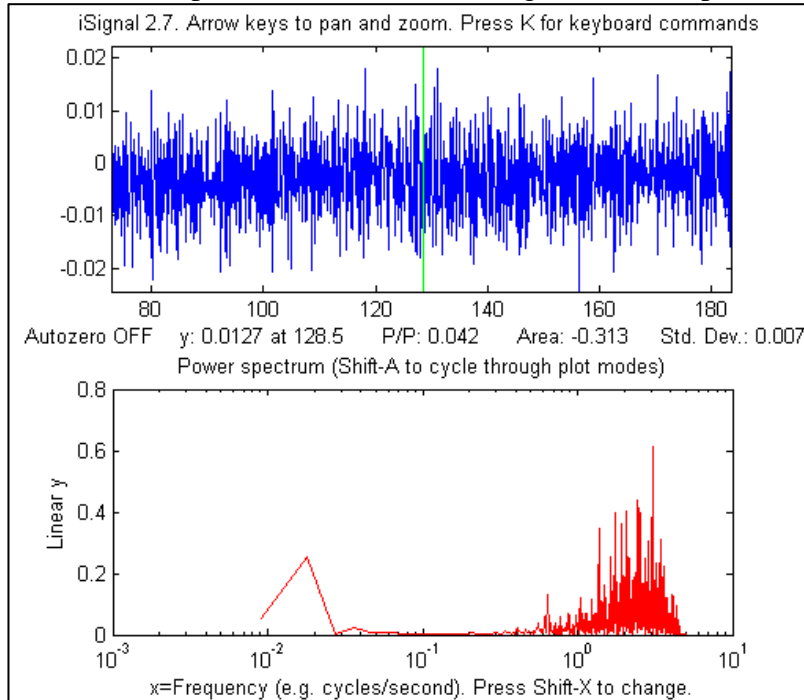 iSignal 2.7. Arrow keys to pan and zoom. Press K for keyboard commands
0.02
0.01
0
-0.01
-0.02
80 100 120 140 160 180
Autozero OFF y: 0.0127 at 128.5 P/P: 0.042 Area: -0.313 Std. Dev.: 0.007
Power spectrum (Shift-A to cycle through plot modes)
0.8
0.6
0.4
0.2
0
Linear y
10^-3 10^-2 10^-1 10^0 10^1
x=Frequency (e.g. cycles/second). Press Shift-X to change.